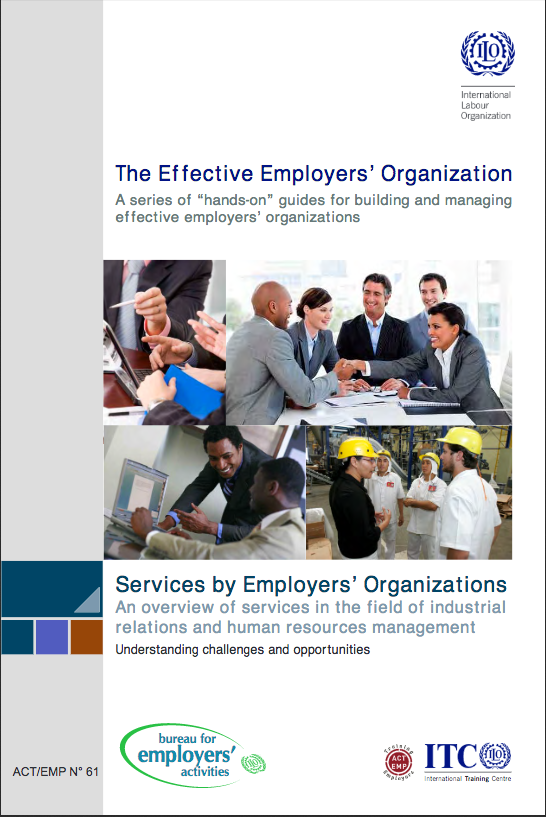 ILO
International
Labour
Organization
The Effective Employers’ Organization
A series of “hands-on” guides for building and managing
effective employers’ organizations
Services by Employers’ Organizations
An overview of services in the field of industrial
relations and human resources management
Understanding challenges and opportunities
bureau for
employers’
activities
ACT/EMP N° 61
Training
ACT
EMP
Employers
ITC
ILO
International Training Centre